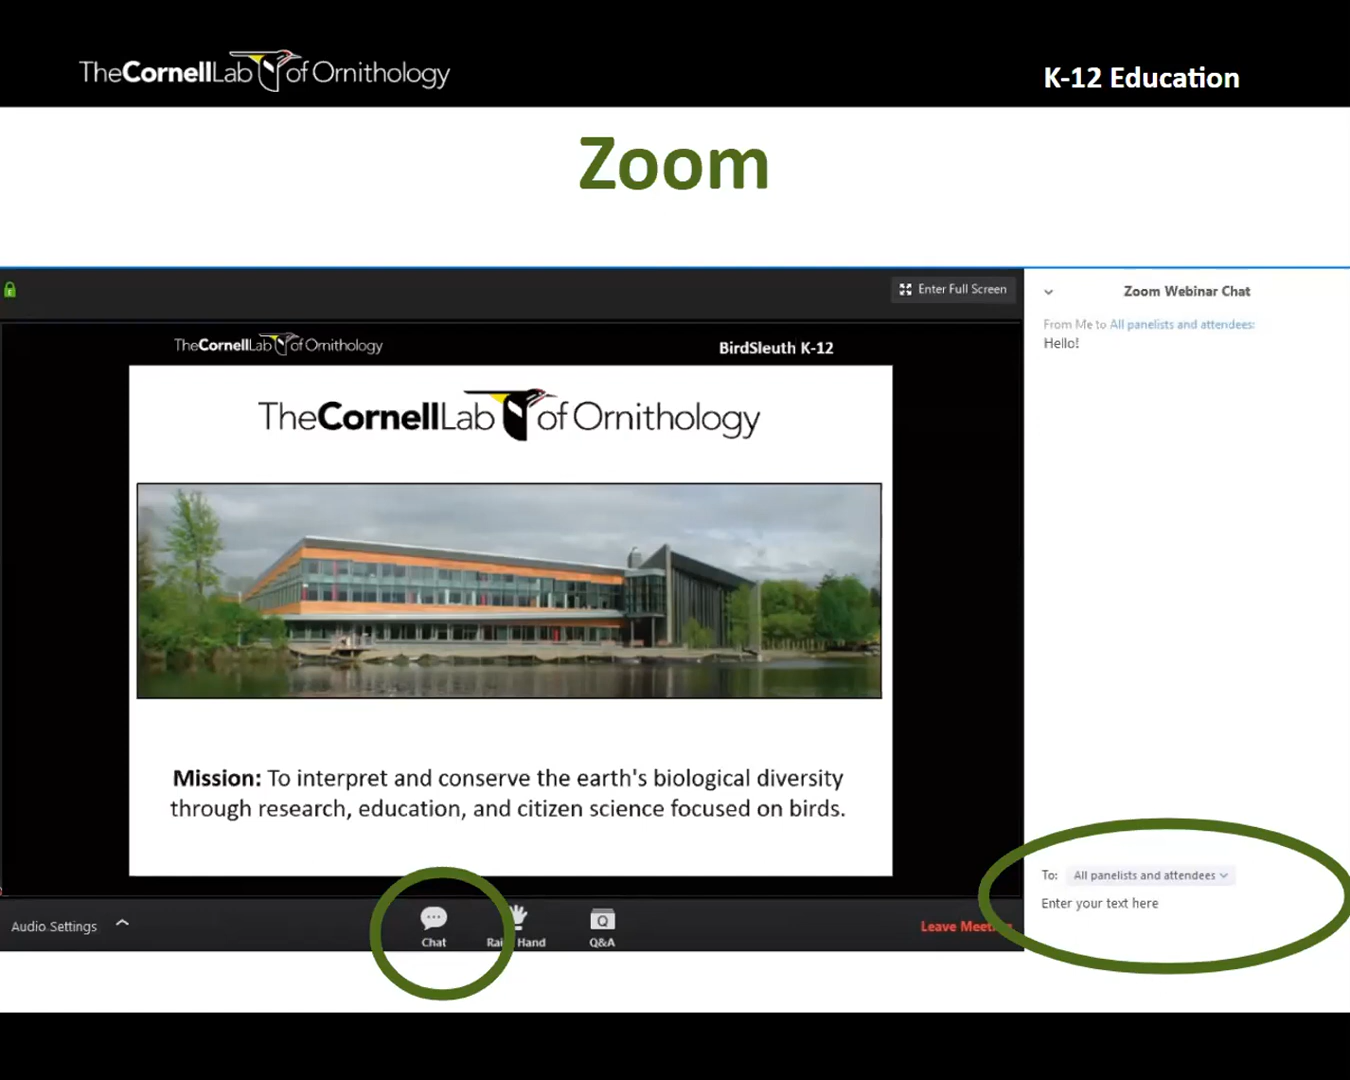 TheCornellLab of Ornithology
K-12 Education
Zoom
Enter Full Screen
Zoom Webinar Chat
From Me to All panelists and attendees:
Hello!
TheCornellLab of Ornithology
BirdSleuth K-12
TheCornellLab of Ornithology
Mission: To interpret and conserve the earth's biological diversity
through research, education, and citizen science focused on birds.
To: All panelists and attendees
Enter your text here
Audio Settings
Chat
Hand
Q
Q&A
Leave